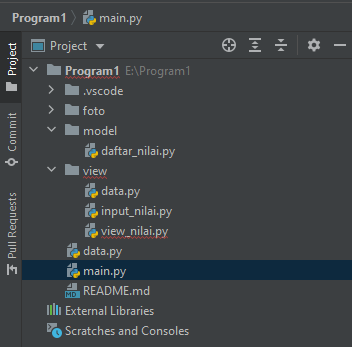 Program1 main.py
Project
Project
Program1 E:\Program1
.vscode
foto
model
daftar_nilai.py
view
data.py
input_nilai.py
view_nilai.py
data.py
main.py
README.md
External Libraries
Scratches and Consoles
Commit
Pull Requests